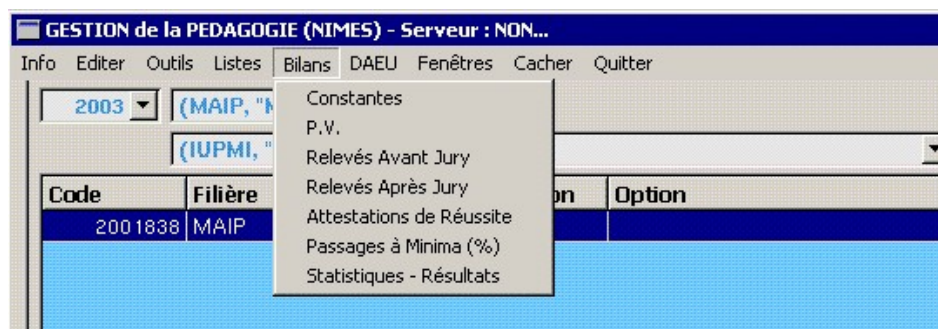 GESTION de la PEDAGOGIE (NIMES) - Serveur : NON...
Info Editer Outils Listes Bilans DAEU Fenêtres Cacher Quitter
2003 (MAIP, "
Constantes
P.V.
(IUPMI, "
Relevés Avant Jury
Relevés Après Jury
Code Filière on Option
Attestations de Réussite
2001838 MAIP
Passages à Minima (%)
Statistiques - Résultats